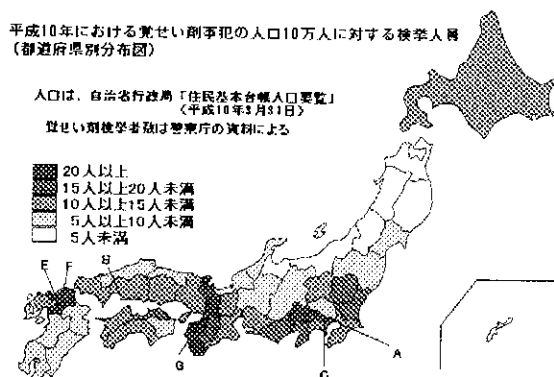 平成10年における覚せい剤事犯の人口10万人に対する検挙人員
（都道府県別分布図）
人口は、自治省行政局「住民基本台帳人口要覧」
〈平成10年3月31日〉
覚せい剤検挙者数は警察庁の資料による
20人以上
15人以上20人未満
10人以上15人未満
5人以上10人未満
5人未満
E F B
G
C
A